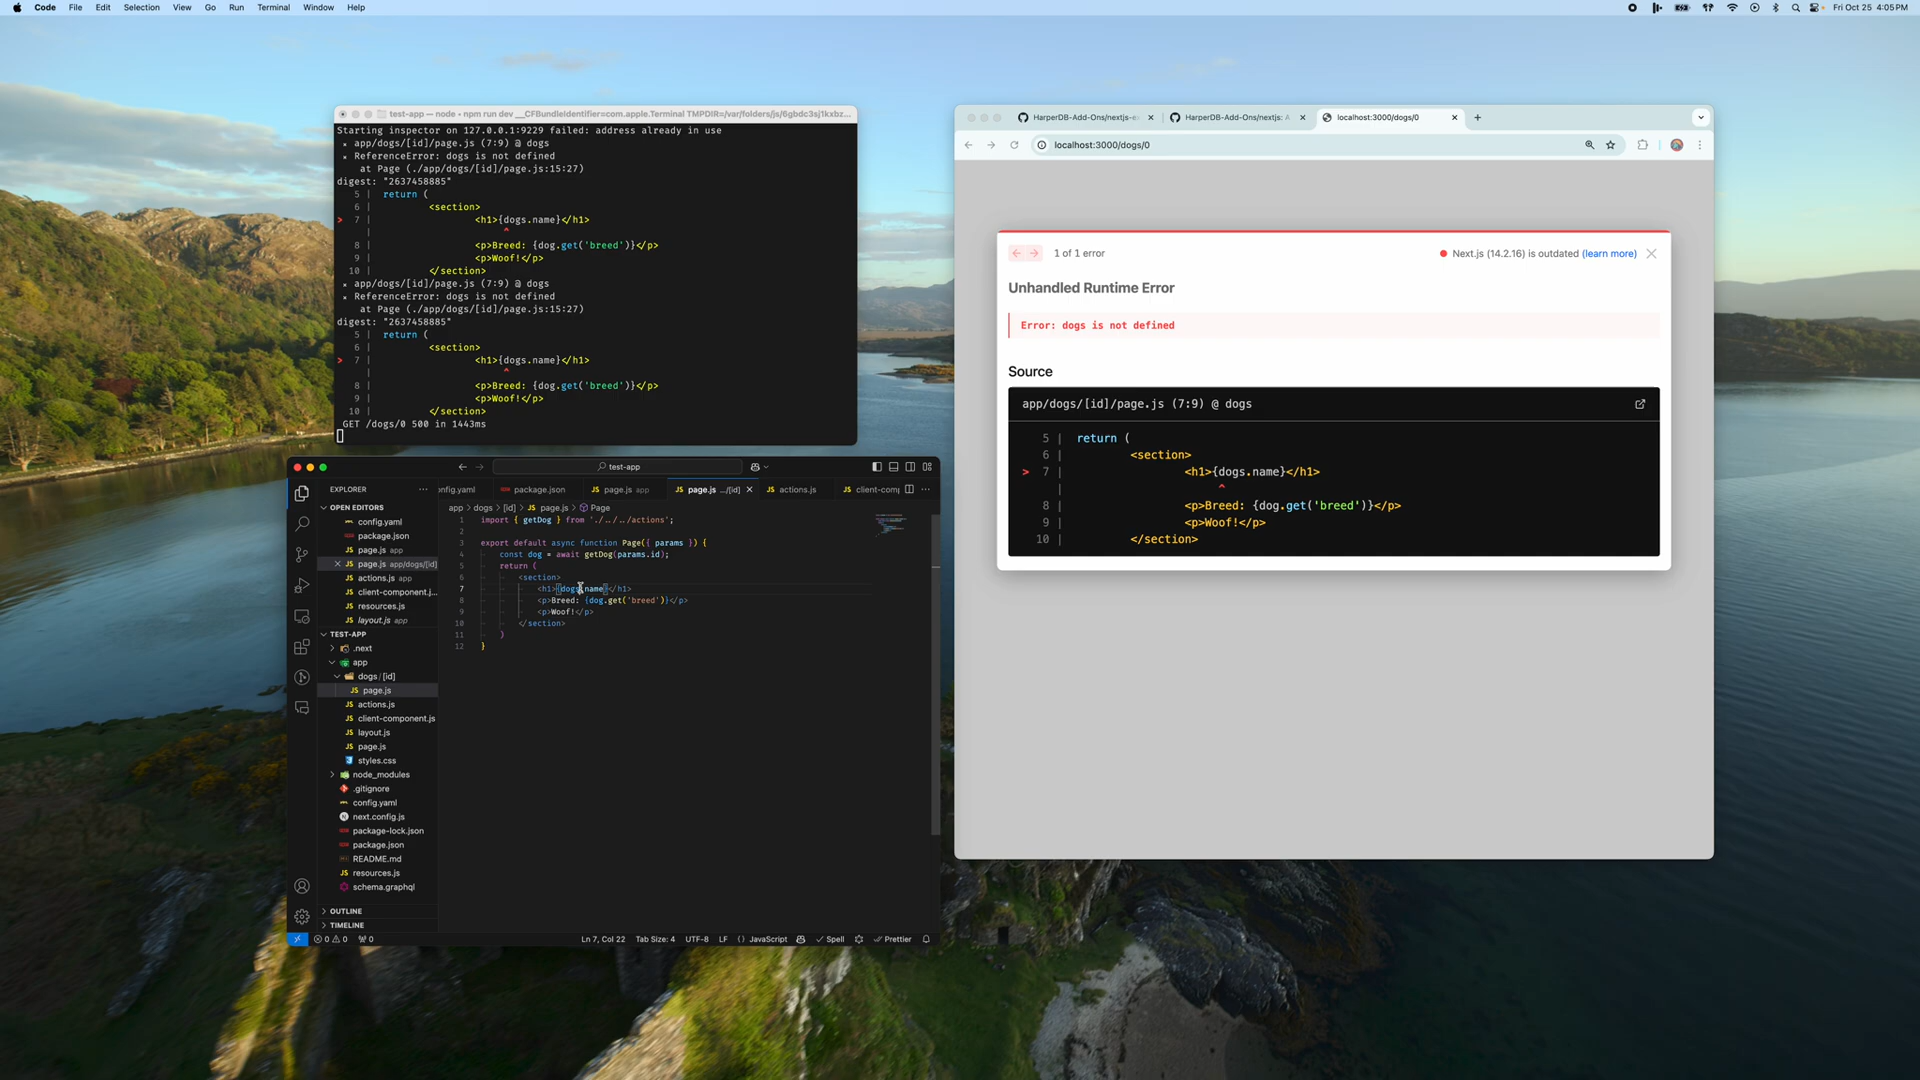 Code File Edit Selection View Go Run Terminal Window Help
Fri Oct 25 4:05 PM
test-app — node • npm run dev __CFBundleIdentifier=com.apple.Terminal TMPDIR=/var/folders/js/6gbdc3sj1kxbz...
Starting inspector on 127.0.0.1:9229 failed: address already in use
⨯ app/dogs/[id]/page.js (7:9) @ dogs
⨯ ReferenceError: dogs is not defined
at Page (./app/dogs/[id]/page.js:15:27)
digest: "2637458885"
5 | return (
6 | <section>
> 7 | <h1>{dogs.name}</h1>
| ^
8 | <p>Breed: {dog.get('breed')}</p>
9 | <p>Woof!</p>
10 | </section>
⨯ app/dogs/[id]/page.js (7:9) @ dogs
⨯ ReferenceError: dogs is not defined
at Page (./app/dogs/[id]/page.js:15:27)
digest: "2637458885"
5 | return (
6 | <section>
> 7 | <h1>{dogs.name}</h1>
| ^
8 | <p>Breed: {dog.get('breed')}</p>
9 | <p>Woof!</p>
10 | </section>
GET /dogs/0 500 in 1443ms
test-app
EXPLORER
OPEN EDITORS
config.yaml
package.json
page.js app
page.js app/dogs/[id]
actions.js app
client-component.j...
resources.js
layout.js app
TEST-APP
.next
app
dogs / [id]
page.js
actions.js
client-component.js
layout.js
page.js
styles.css
node_modules
.gitignore
config.yaml
next.config.js
package-lock.json
package.json
README.md
resources.js
schema.graphql
OUTLINE
TIMELINE
onfig.yaml package.json page.js app page.js .../[id] actions.js client-comp
app > dogs > [id] > page.js > Page
1 import { getDog } from './../../actions';
2
3 export default async function Page({ params }) {
4 const dog = await getDog(params.id);
5 return (
6 <section>
7 <h1>{dogs.name}</h1>
8 <p>Breed: {dog.get('breed')}</p>
9 <p>Woof!</p>
10 </section>
11 )
12 }
0 0 0 Ln 7, Col 22 Tab Size: 4 UTF-8 LF {} JavaScript Spell Prettier
HarperDB-Add-Ons/nextjs-e HarperDB-Add-Ons/nextjs: A localhost:3000/dogs/0
localhost:3000/dogs/0
1 of 1 error
Next.js (14.2.16) is outdated (learn more)
Unhandled Runtime Error
Error: dogs is not defined
Source
app/dogs/[id]/page.js (7:9) @ dogs
5 | return (
6 | <section>
> 7 | <h1>{dogs.name}</h1>
| ^
8 | <p>Breed: {dog.get('breed')}</p>
9 | <p>Woof!</p>
10 | </section>